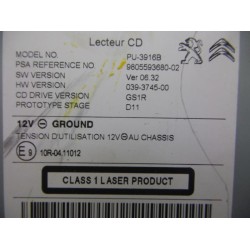 Lecteur CD
MODEL NO. PU-3916B
PSA REFERENCE NO 9805593680-02
SW VERSION Ver 06.32
HW VERSION 039-3745-00
CD DRIVE VERSION GS1R
PROTOTYPE STAGE D11
12V ⊖ GROUND
TENSION D'UTILISATION 12V ⊖ AU CHASSIS
E9 10R-04.11012
CLASS 1 LASER PRODUCT